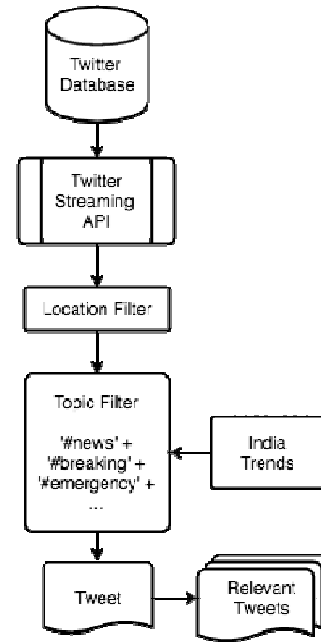 Twitter
Database
Twitter
Streaming
API
Location Filter
Topic Filter
'#news' +
'#breaking' +
'#emergency' +
...
India
Trends
Tweet
Relevant
Tweets